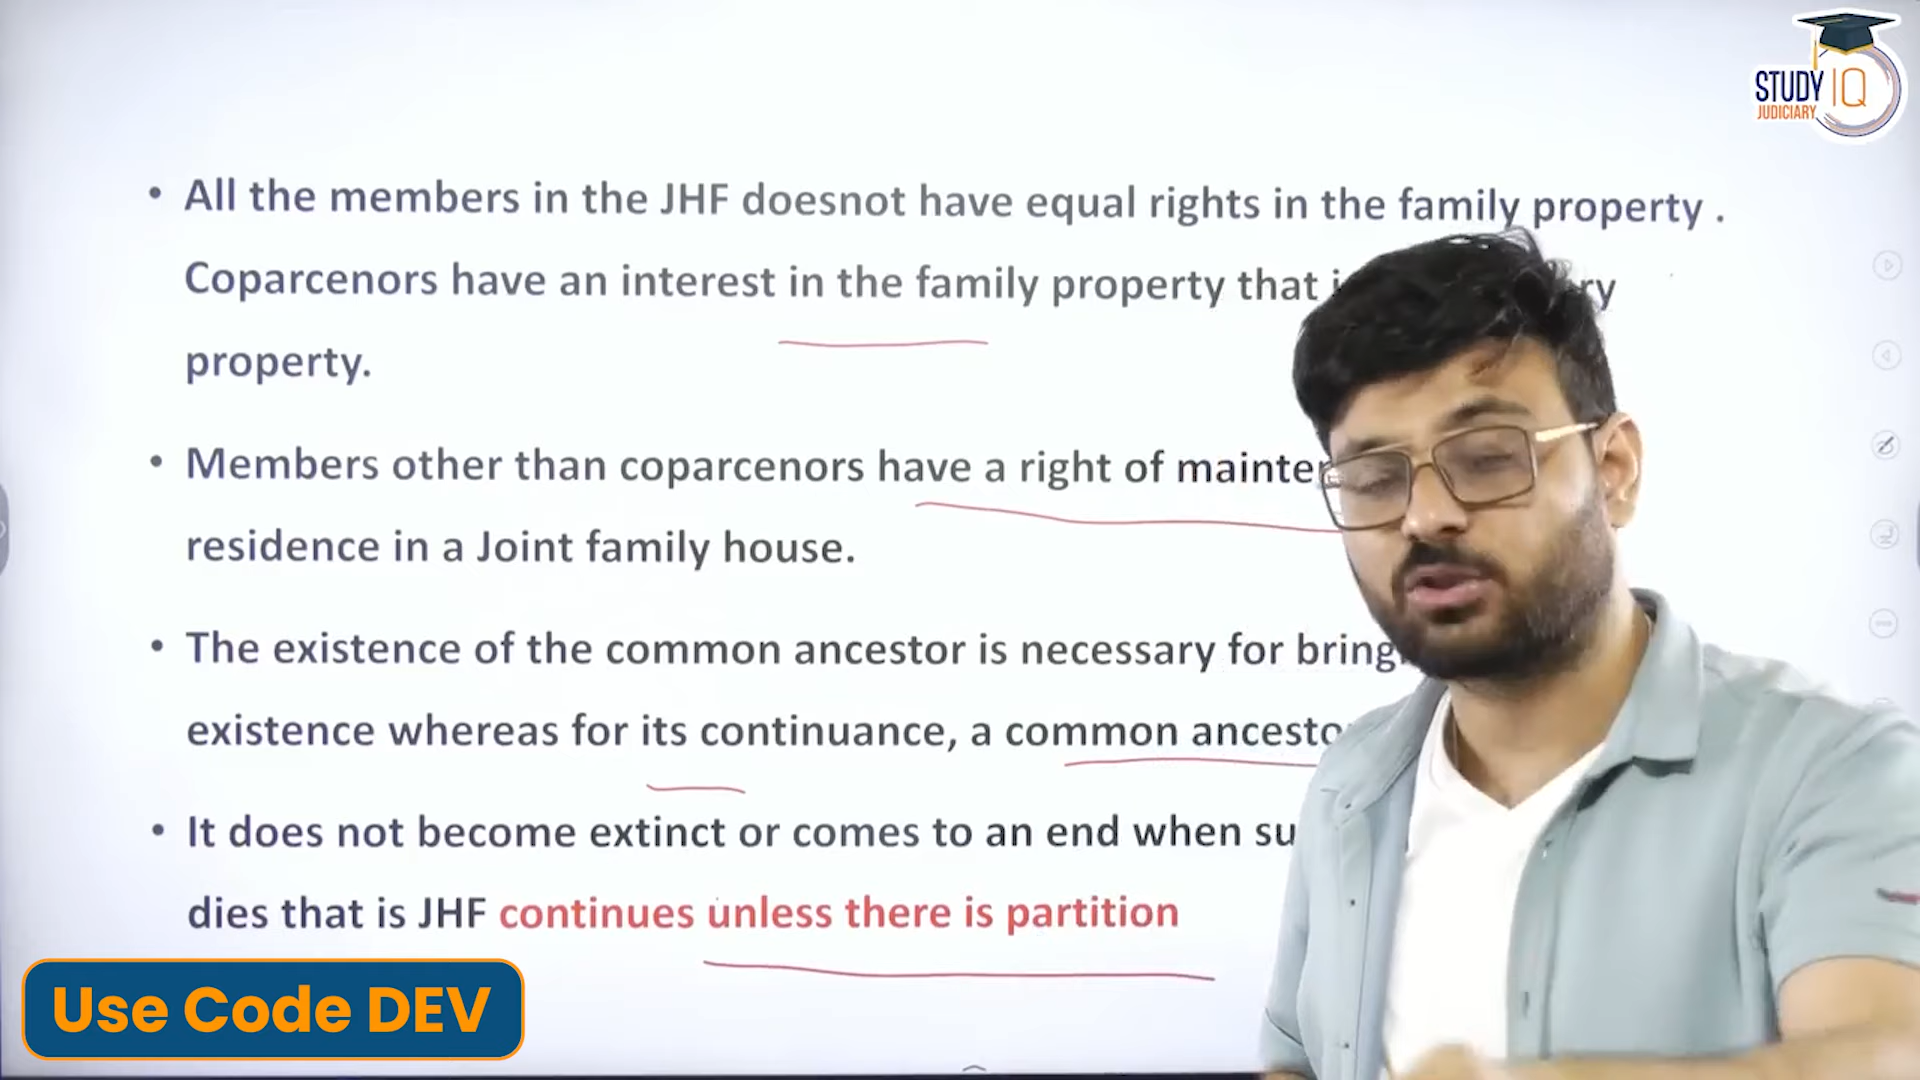 STUDY IQ
JUDICIARY
• All the members in the JHF doesnot have equal rights in the family property .
Coparcenors have an interest in the family property that
property.
• Members other than coparcenors have a right of
residence in a Joint family house.
• The existence of the common ancestor is necessary for
existence whereas for its continuance, a common
• It does not become extinct or comes to an end when
dies that is JHF continues unless there is partition
Use Code DEV